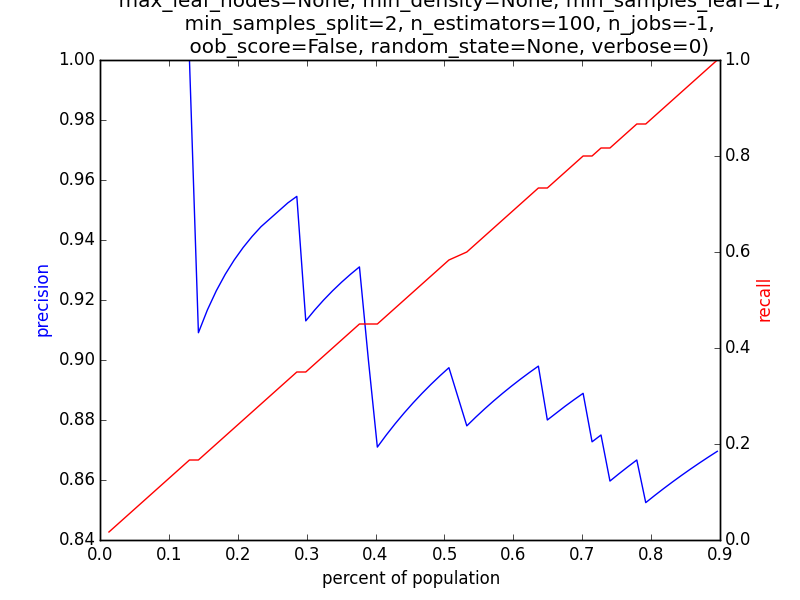 max_leaf_nodes=None, min_density=None, min_samples_leaf=1,
min_samples_split=2, n_estimators=100, n_jobs=-1,
oob_score=False, random_state=None, verbose=0)
1.00
0.98
0.96
0.94
0.92
0.90
0.88
0.86
0.84
precision
1.0
0.8
0.6
0.4
0.2
0.0
recall
0.0 0.1 0.2 0.3 0.4 0.5 0.6 0.7 0.8 0.9
percent of population